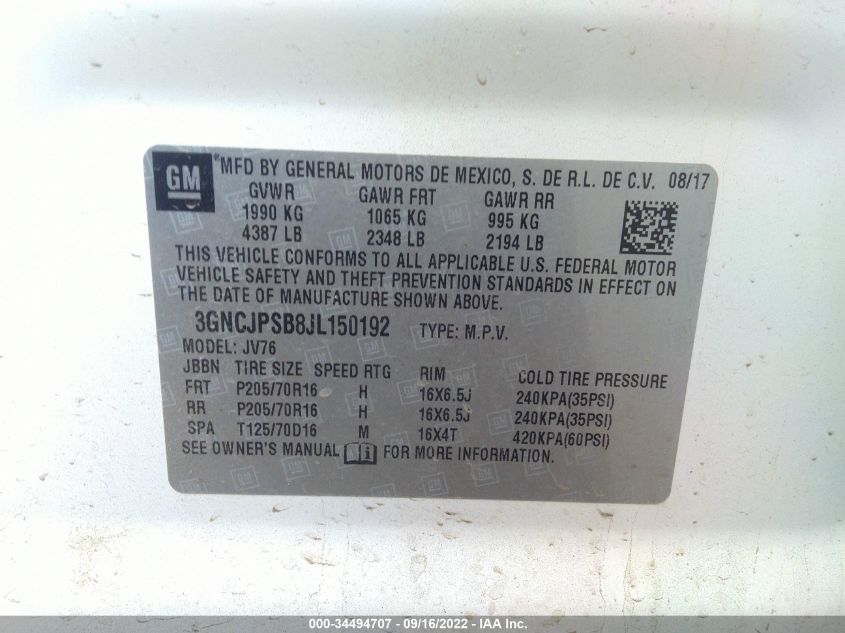 GM *MFD BY GENERAL MOTORS DE MEXICO, S. DE R.L. DE C.V. 08/17
GVWR GAWR FRT GAWR RR
1990 KG 1065 KG 995 KG
4387 LB 2348 LB 2194 LB
THIS VEHICLE CONFORMS TO ALL APPLICABLE U.S. FEDERAL MOTOR
VEHICLE SAFETY AND THEFT PREVENTION STANDARDS IN EFFECT ON
THE DATE OF MANUFACTURE SHOWN ABOVE.
3GNCJPSB8JL150192 TYPE: M.P.V.
MODEL: JV76
JBBN TIRE SIZE SPEED RTG RIM COLD TIRE PRESSURE
FRT P205/70R16 H 16X6.5J 240KPA(35PSI)
RR P205/70R16 H 16X6.5J 240KPA(35PSI)
SPA T125/70D16 M 16X4T 420KPA(60PSI)
SEE OWNER'S MANUAL FOR MORE INFORMATION.
000-34494707 - 09/16/2022 - IAA Inc.